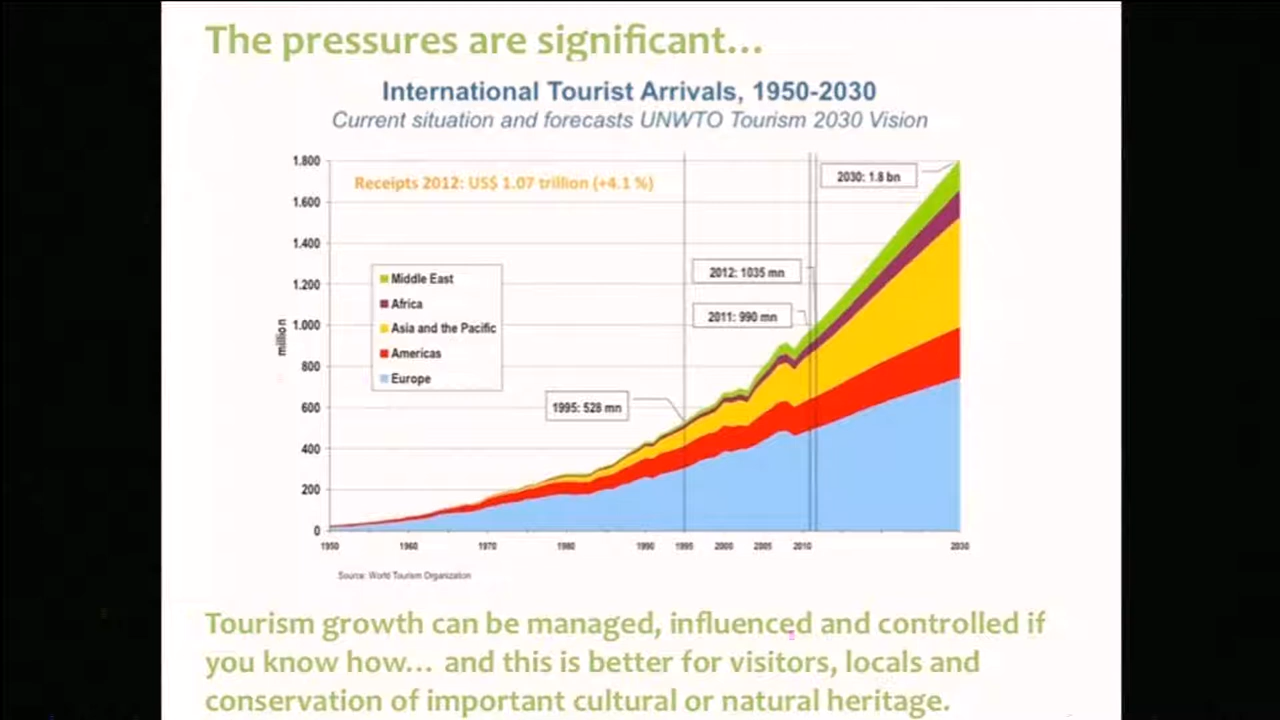 The pressures are significant...
International Tourist Arrivals, 1950-2030
Current situation and forecasts UNWTO Tourism 2030 Vision
1.800
Receipts 2012: US$ 1.07 trillion (+4.1 %)
2030: 1.8 bn
1.600
1.400
Middle East
2012: 1035 mn
1.200
Africa
2011: 990 mn
Asia and the Pacific
1.000
million
Americas
800
Europe
1995: 528 mn
600
400
200
0
1950 1960 1970 1980 1990 1995 2000 2005 2010 2030
Source: World Tourism Organization
Tourism growth can be managed, influenced and controlled if
you know how... and this is better for visitors, locals and
conservation of important cultural or natural heritage.